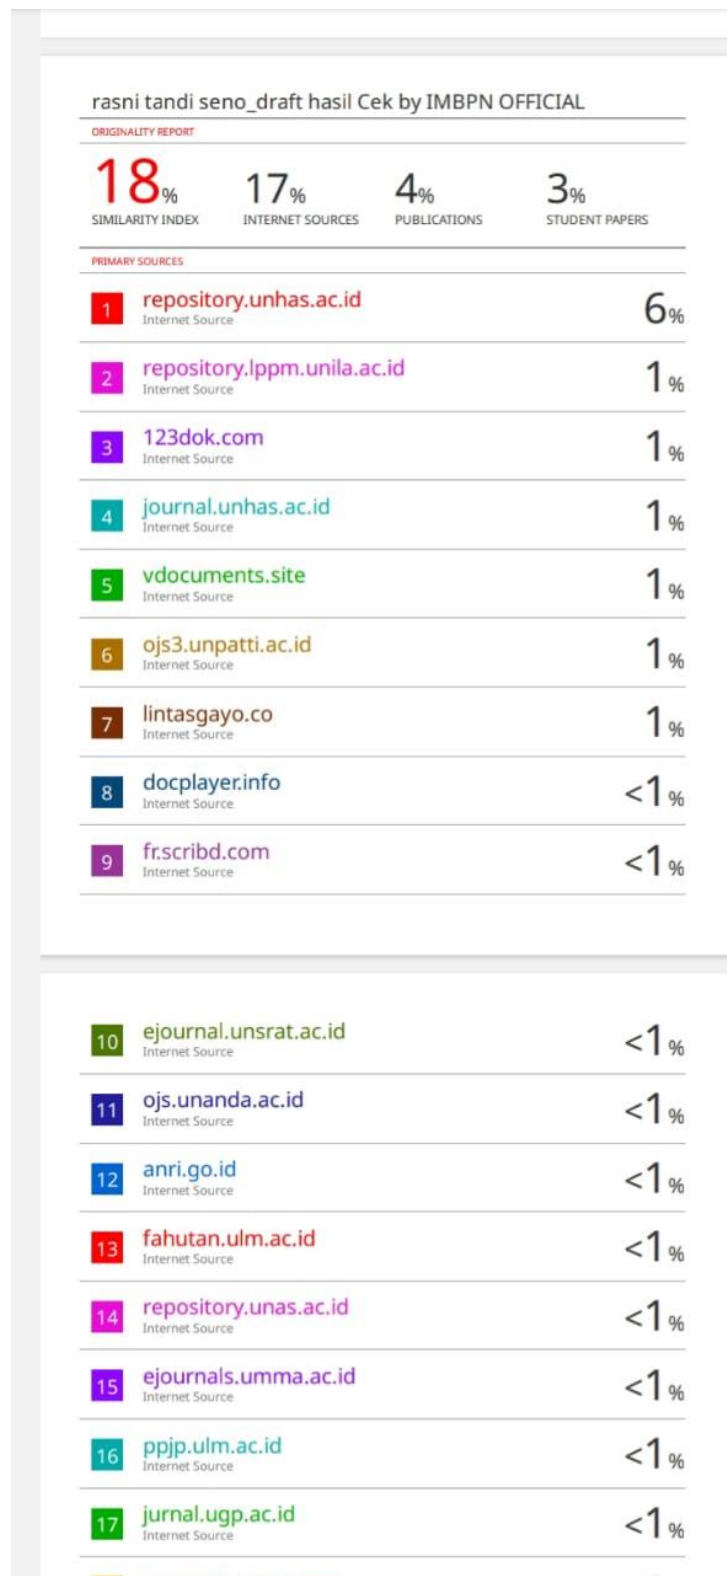 rasni tandi seno_draft hasil Cek by IMBPN OFFICIAL
ORIGINALITY REPORT
18% 17% 4% 3%
SIMILARITY INDEX INTERNET SOURCES PUBLICATIONS STUDENT PAPERS
PRIMARY SOURCES
1 repository.unhas.ac.id 6%
Internet Source
2 repository.lppm.unila.ac.id 1%
Internet Source
3 123dok.com 1%
Internet Source
4 journal.unhas.ac.id 1%
Internet Source
5 vdocuments.site 1%
Internet Source
6 ojs3.unpatti.ac.id 1%
Internet Source
7 lintasgayo.co 1%
Internet Source
8 docplayer.info <1%
Internet Source
9 fr.scribd.com <1%
Internet Source
10 ejournal.unsrat.ac.id <1%
Internet Source
11 ojs.unanda.ac.id <1%
Internet Source
12 anri.go.id <1%
Internet Source
13 fahutan.ulm.ac.id <1%
Internet Source
14 repository.unas.ac.id <1%
Internet Source
15 ejournals.umma.ac.id <1%
Internet Source
16 ppjp.ulm.ac.id <1%
Internet Source
17 jurnal.ugp.ac.id <1%
Internet Source